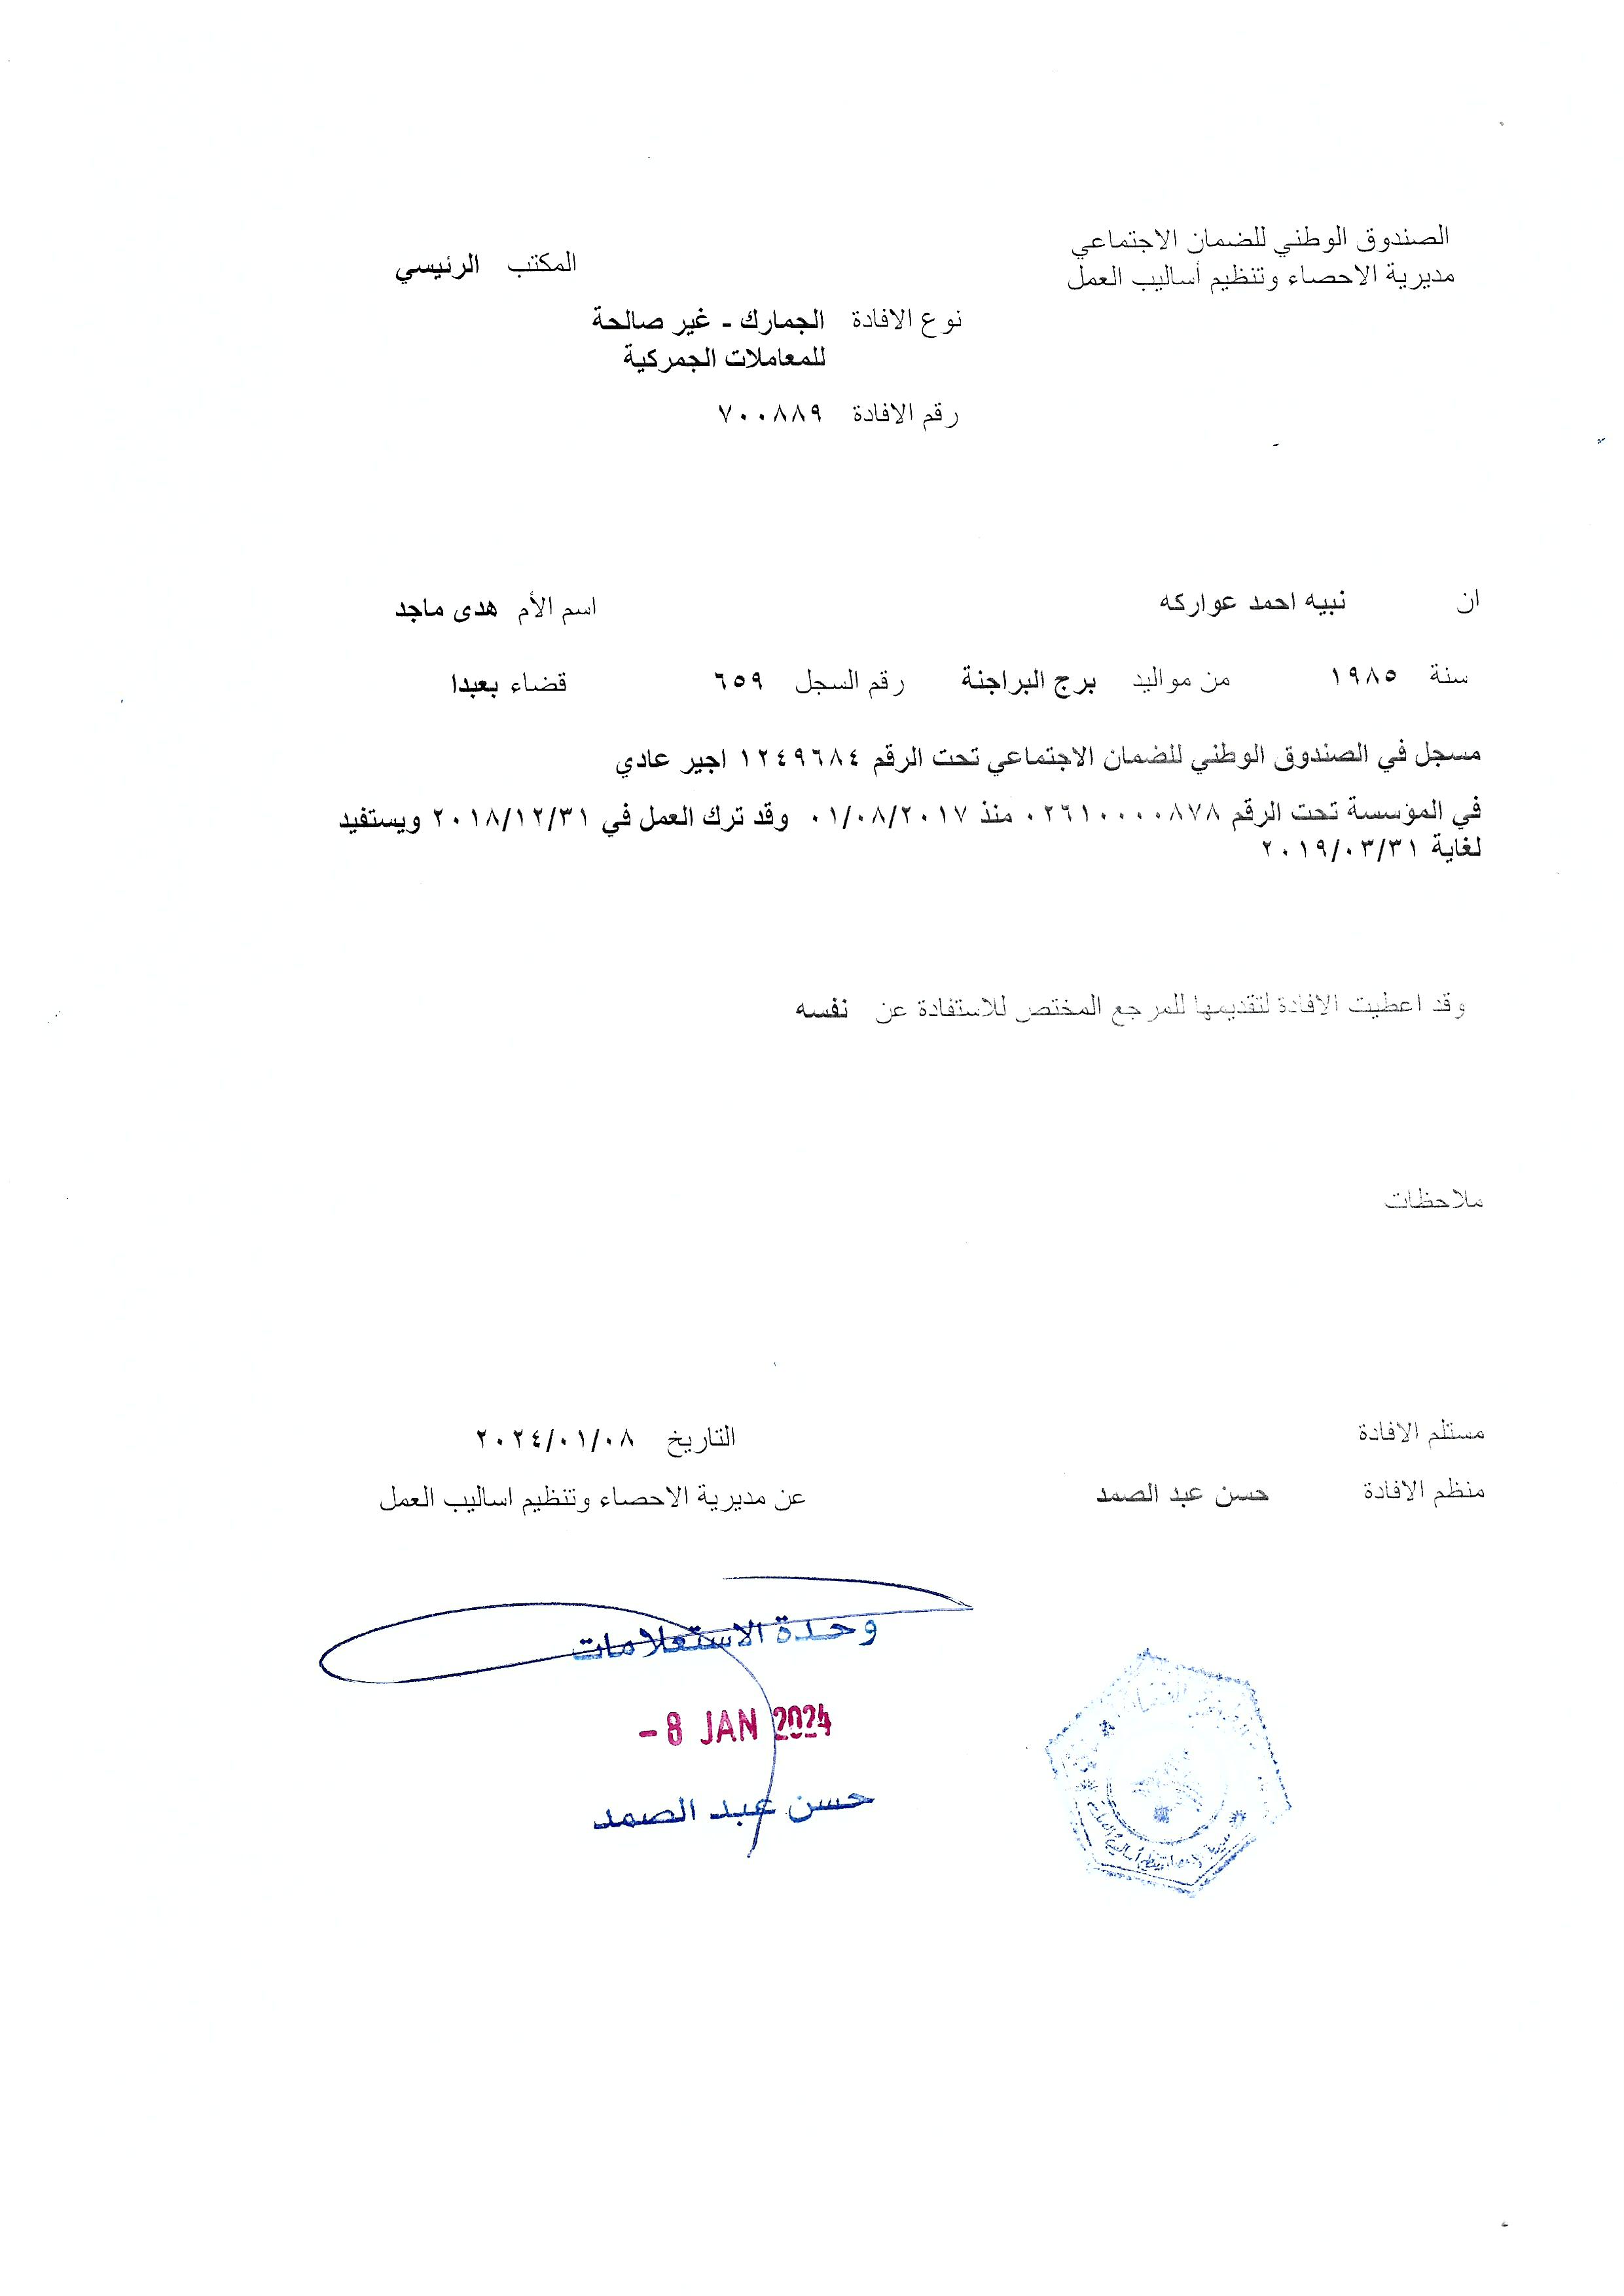 الصندوق الوطني للضمان الاجتماعي
مديرية الاحصاء وتنظيم أساليب العمل
المكتب الرئيسي
نوع الافادة الجمارك - غير صالحة
للمعاملات الجمركية
رقم الافادة ٧٠٠٨٨٩
ان نبيه احمد عواركه اسم الأم هدى ماجد
سنة ١٩٨٥ من مواليد برج البراجنة رقم السجل ٦٥٩ قضاء بعبدا
مسجل في الصندوق الوطني للضمان الاجتماعي تحت الرقم ١٢٤٩٦٨٤ اجير عادي
في المؤسسة تحت الرقم ٠٢٦١٠٠٠٠٨٧٨ منذ ٠١/٠٨/٢٠١٧ وقد ترك العمل في ٢٠١٨/١٢/٣١ ويستفيد
لغاية ٢٠١٩/٠٣/٣١
وقد اعطيت الافادة لتقديمها للمرجع المختص للاستفادة عن نفسه
ملاحظات
مستلم الافادة التاريخ ٢٠٢٤/٠١/٠٨
منظم الافادة حسن عبد الصمد عن مديرية الاحصاء وتنظيم اساليب العمل
وحدة الاستعلامات
-8 JAN 2024
حسن عبد الصمد